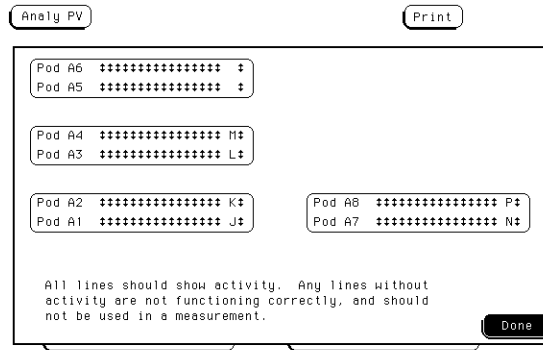 Analy PV
Print
Pod A6 ‡‡‡‡‡‡‡‡‡‡‡‡‡‡‡‡ ‡
Pod A5 ‡‡‡‡‡‡‡‡‡‡‡‡‡‡‡‡ ‡
Pod A4 ‡‡‡‡‡‡‡‡‡‡‡‡‡‡‡‡ M‡
Pod A3 ‡‡‡‡‡‡‡‡‡‡‡‡‡‡‡‡ L‡
Pod A2 ‡‡‡‡‡‡‡‡‡‡‡‡‡‡‡‡ K‡
Pod A1 ‡‡‡‡‡‡‡‡‡‡‡‡‡‡‡‡ J‡
Pod A8 ‡‡‡‡‡‡‡‡‡‡‡‡‡‡‡‡ P‡
Pod A7 ‡‡‡‡‡‡‡‡‡‡‡‡‡‡‡‡ N‡
All lines should show activity. Any lines without
activity are not functioning correctly, and should
not be used in a measurement.
Done